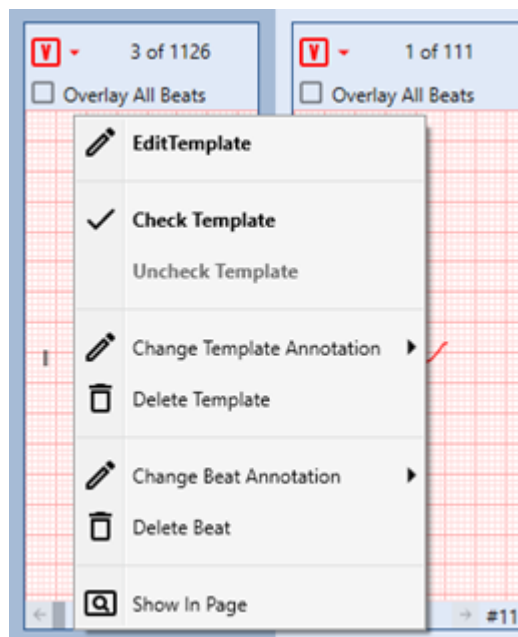 V 3 of 1126
Overlay All Beats
V 1 of 111
Overlay All Beats
EditTemplate
Check Template
Uncheck Template
I
Change Template Annotation
Delete Template
Change Beat Annotation
Delete Beat
Show In Page
#11